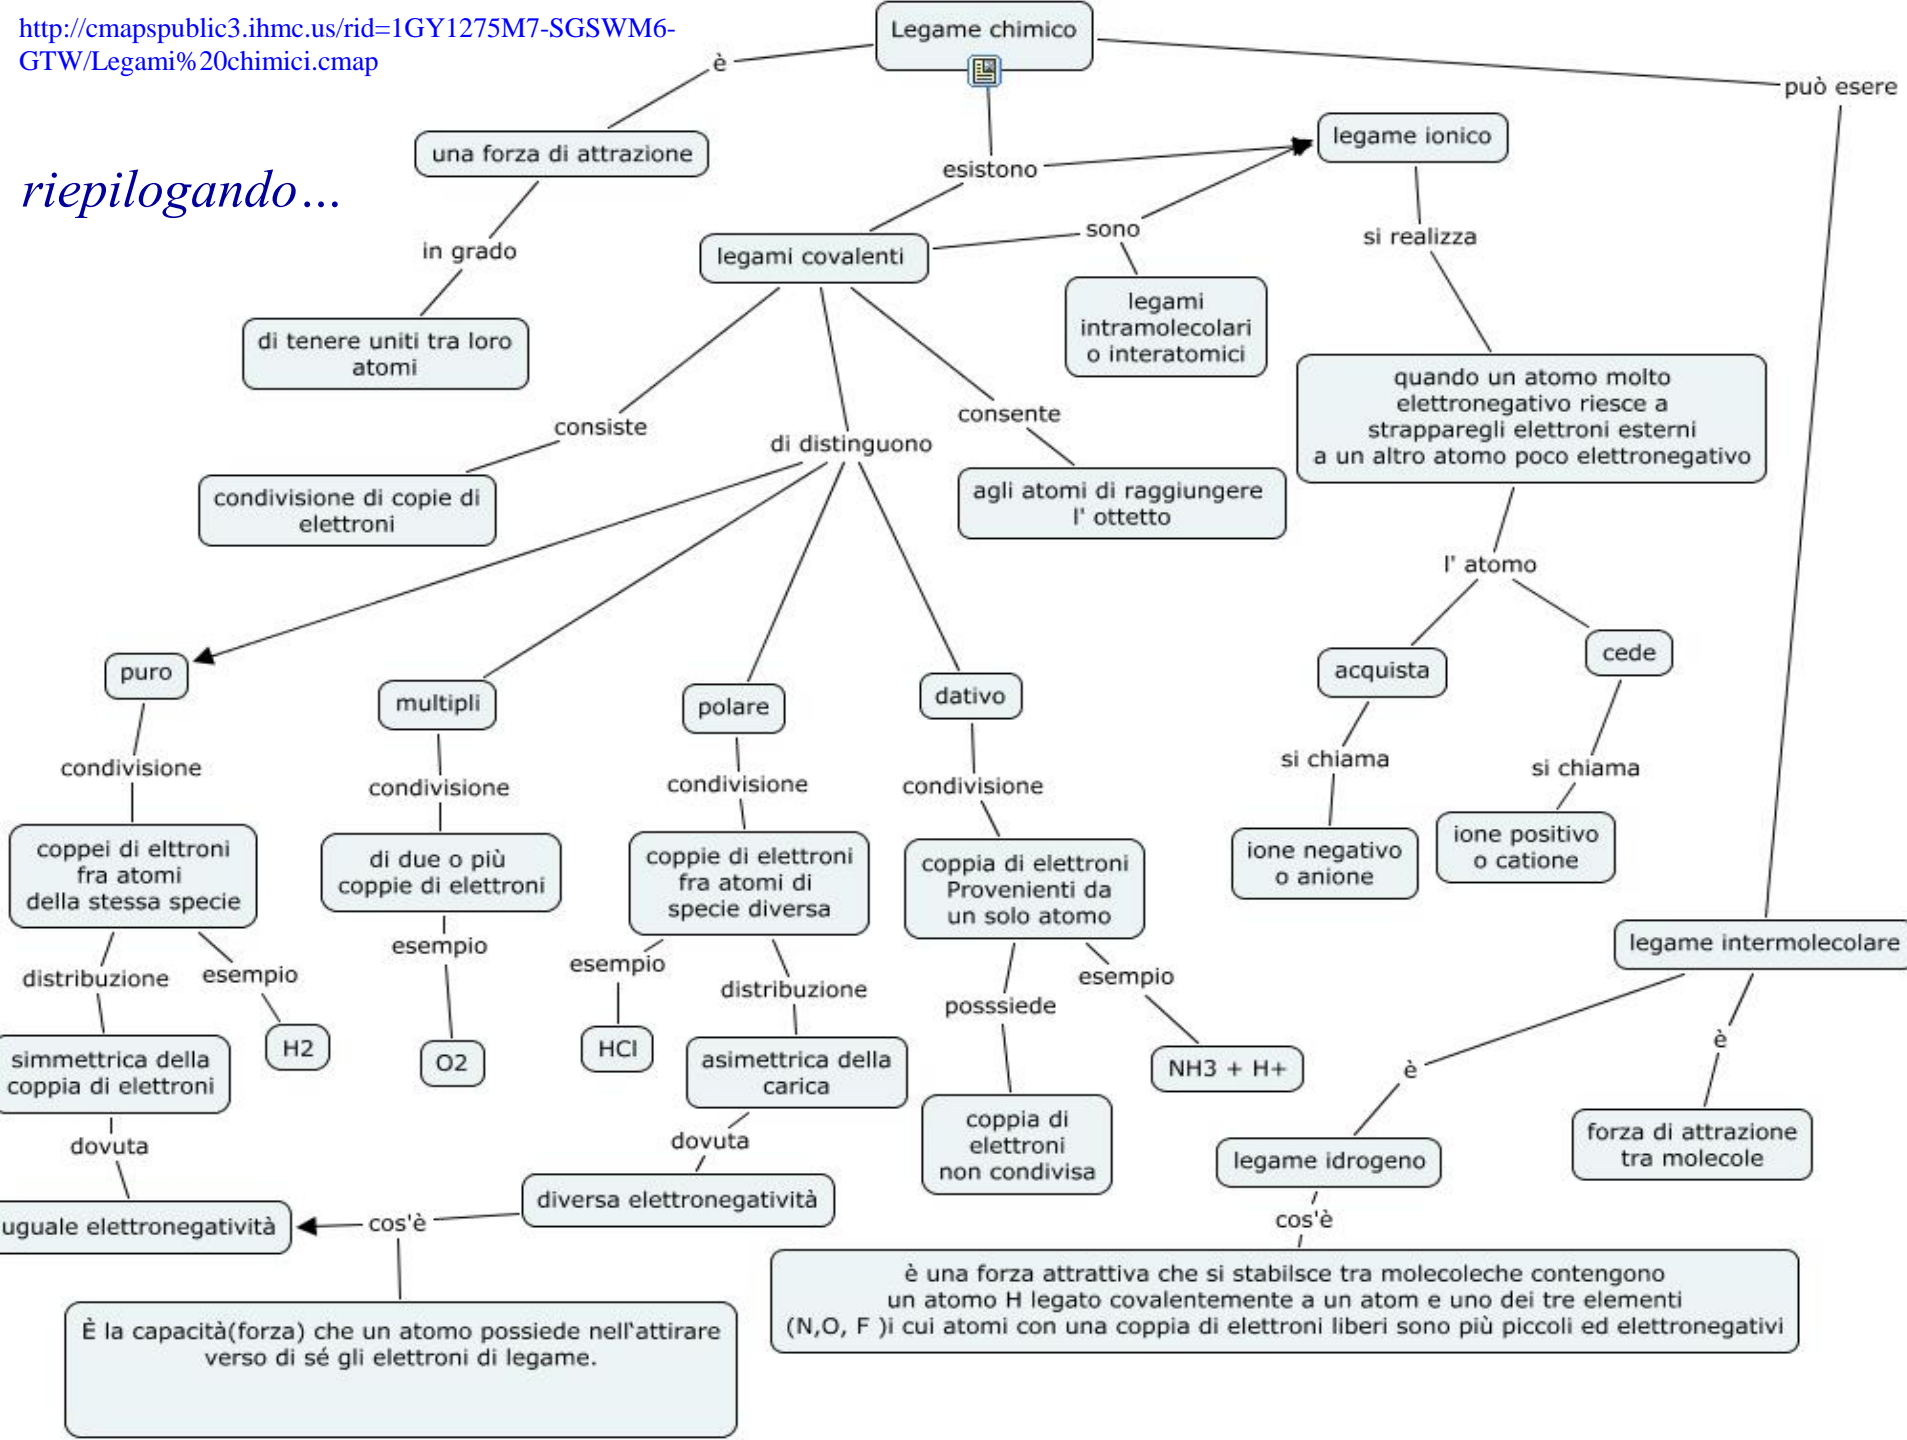 http://cmapspublic3.ihmc.us/rid=1GY1275M7-SGSWM6-
GTW/Legami%20chimici.cmap
Legame chimico
è
può esere
una forza di attrazione
legame ionico
riepilogando…
esistono
in grado
legami covalenti
sono
si realizza
di tenere uniti tra loro
atomi
legami
intramolecolari
o interatomici
quando un atomo molto
elettronegativo riesce a
strapparegli elettroni esterni
a un altro atomo poco elettronegativo
consiste
di distinguono
consente
condivisione di copie di
elettroni
agli atomi di raggiungere
l' ottetto
l' atomo
acquista
cede
puro
multipli
polare
dativo
si chiama
si chiama
condivisione
condivisione
condivisione
condivisione
ione negativo
o anione
ione positivo
o catione
coppei di elttroni
fra atomi
della stessa specie
di due o più
coppie di elettroni
coppie di elettroni
fra atomi di
specie diversa
coppia di elettroni
Provenienti da
un solo atomo
legame intermolecolare
distribuzione
esempio
esempio
esempio
distribuzione
posssiede
esempio
simmettrica della
coppia di elettroni
H2
O2
HCl
asimettrica della
carica
NH3 + H+
è
è
coppia di
elettroni
non condivisa
legame idrogeno
forza di attrazione
tra molecole
dovuta
dovuta
uguale elettronegatività
cos'è
diversa elettronegatività
cos'è
È la capacità(forza) che un atomo possiede nell'attirare
verso di sé gli elettroni di legame.
è una forza attrattiva che si stabilsce tra molecoleche contengono
un atomo H legato covalentemente a un atom e uno dei tre elementi
(N,O, F )i cui atomi con una coppia di elettroni liberi sono più piccoli ed elettronegativi